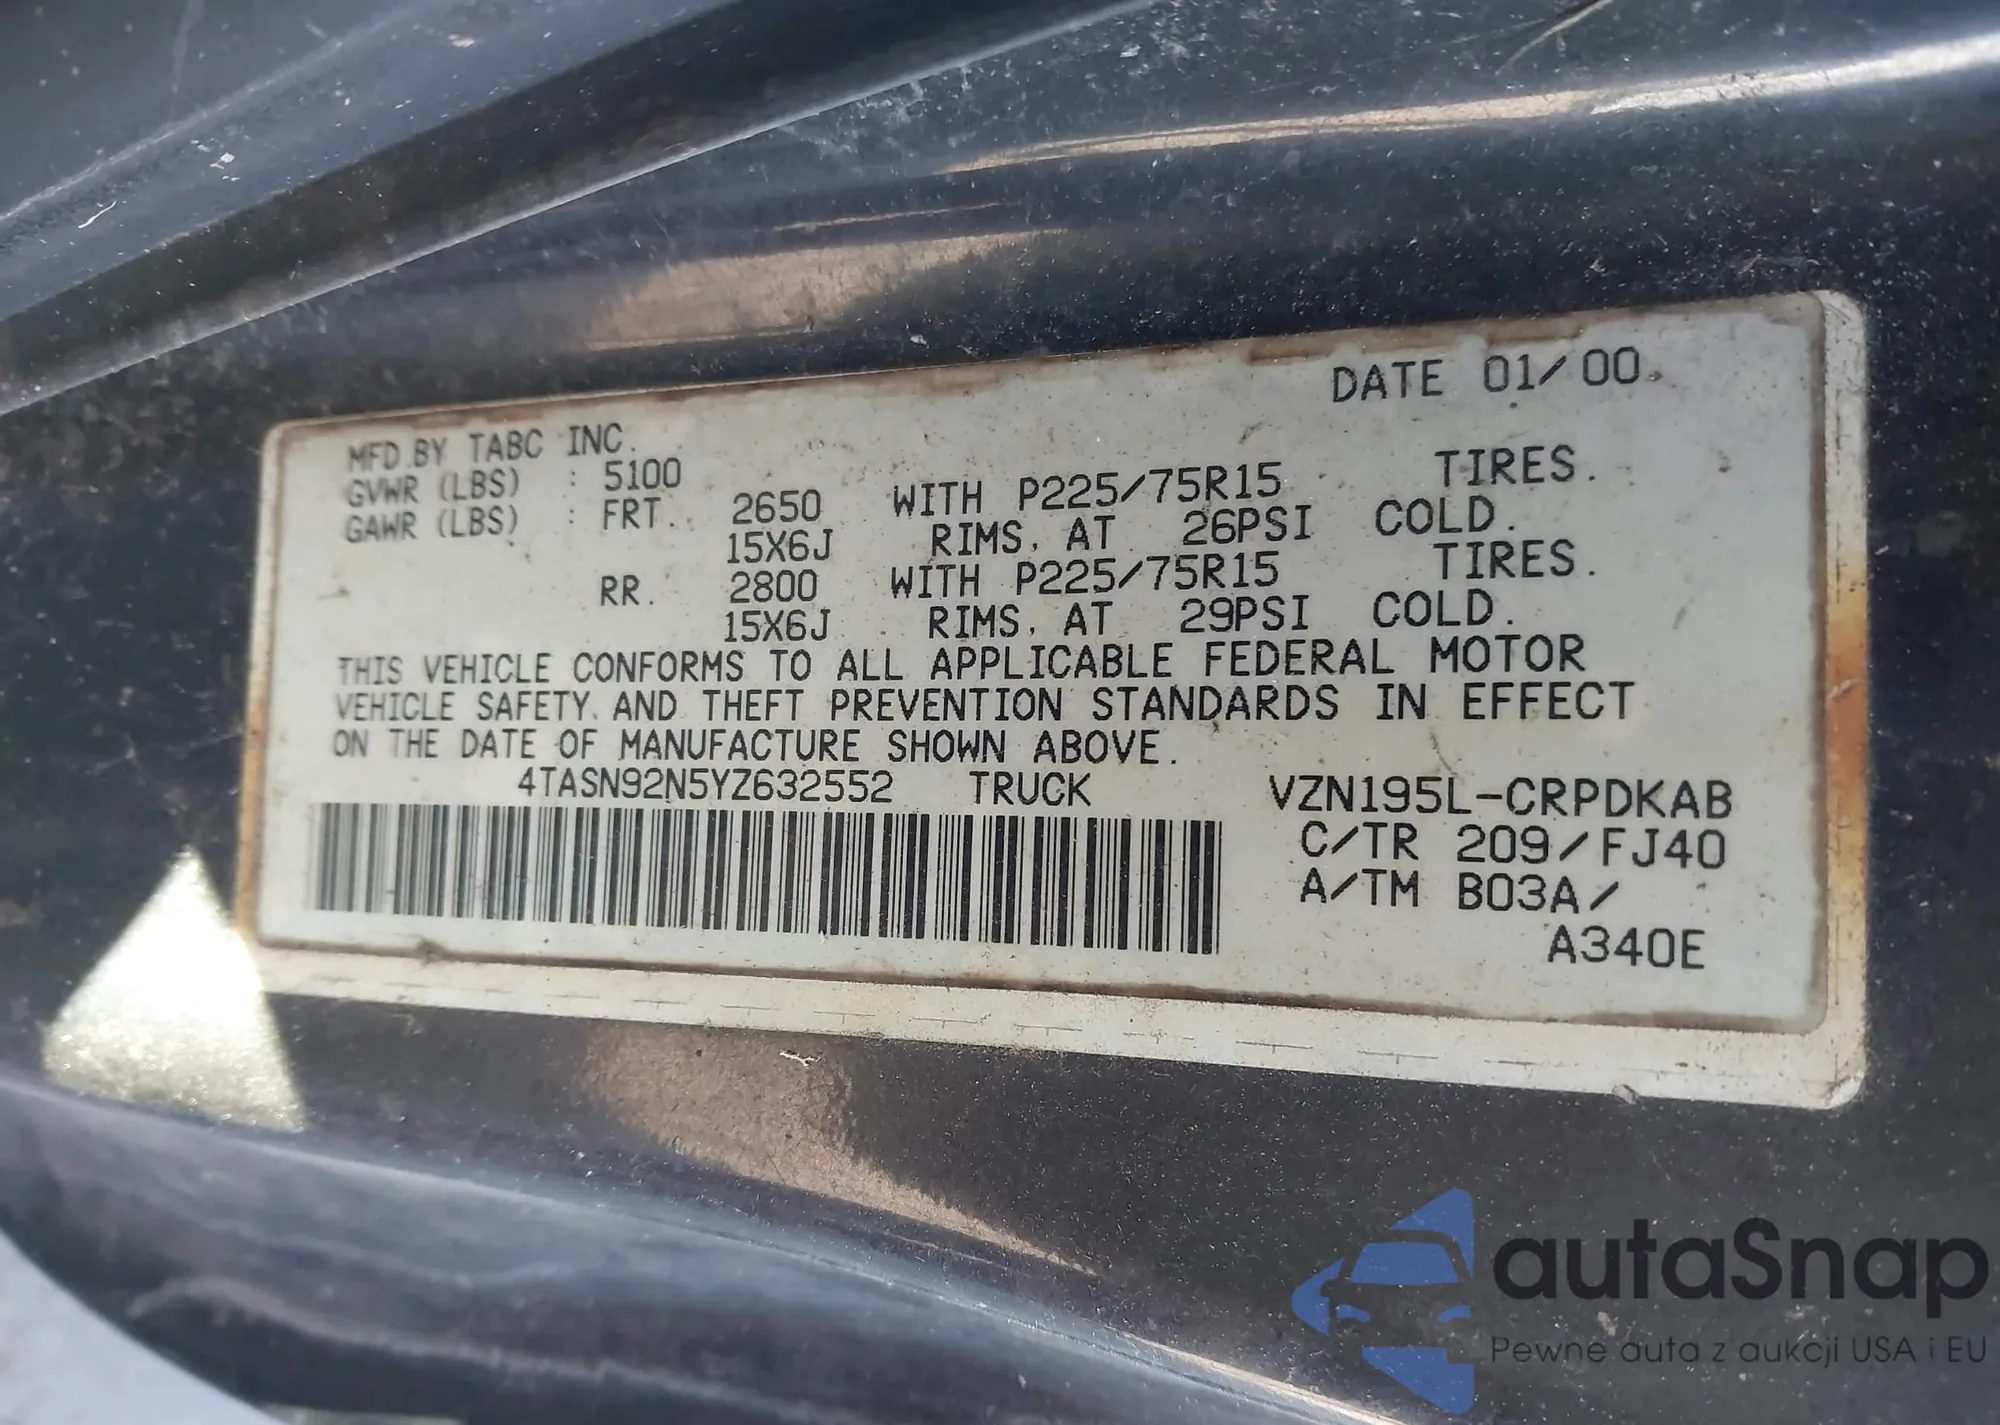 DATE 01/00.
MFD.BY TABC INC.
GVWR (LBS) : 5100
GAWR (LBS) : FRT. 2650 WITH P225/75R15 TIRES.
15X6J RIMS, AT 26PSI COLD.
RR. 2800 WITH P225/75R15 TIRES.
15X6J RIMS, AT 29PSI COLD.
THIS VEHICLE CONFORMS TO ALL APPLICABLE FEDERAL MOTOR
VEHICLE SAFETY AND THEFT PREVENTION STANDARDS IN EFFECT
ON THE DATE OF MANUFACTURE SHOWN ABOVE.
4TASN92N5YZ632552 TRUCK VZN195L-CRPDKAB
C/TR 209/FJ40
A/TM B03A/
A340E
autaSnap
Pewne auta z aukcji USA i EU